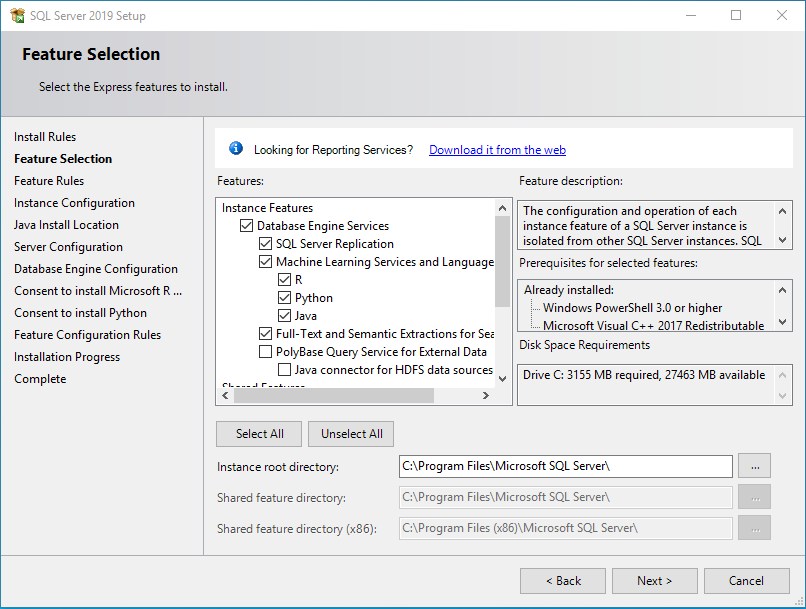 SQL Server 2019 Setup
Feature Selection
Select the Express features to install.
Install Rules
Feature Selection
Feature Rules
Instance Configuration
Java Install Location
Server Configuration
Database Engine Configuration
Consent to install Microsoft R ...
Consent to install Python
Feature Configuration Rules
Installation Progress
Complete
Looking for Reporting Services? Download it from the web
Features:
Instance Features
Database Engine Services
SQL Server Replication
Machine Learning Services and Language
R
Python
Java
Full-Text and Semantic Extractions for Sea
PolyBase Query Service for External Data
Java connector for HDFS data sources
Shared Features
Feature description:
The configuration and operation of each
instance feature of a SQL Server instance is
isolated from other SQL Server instances. SQL
Prerequisites for selected features:
Already installed:
Windows PowerShell 3.0 or higher
Microsoft Visual C++ 2017 Redistributable
Disk Space Requirements
Drive C: 3155 MB required, 27463 MB available
Select All
Unselect All
Instance root directory: C:\Program Files\Microsoft SQL Server\ ...
Shared feature directory: C:\Program Files\Microsoft SQL Server\ ...
Shared feature directory (x86): C:\Program Files (x86)\Microsoft SQL Server\ ...
< Back
Next >
Cancel